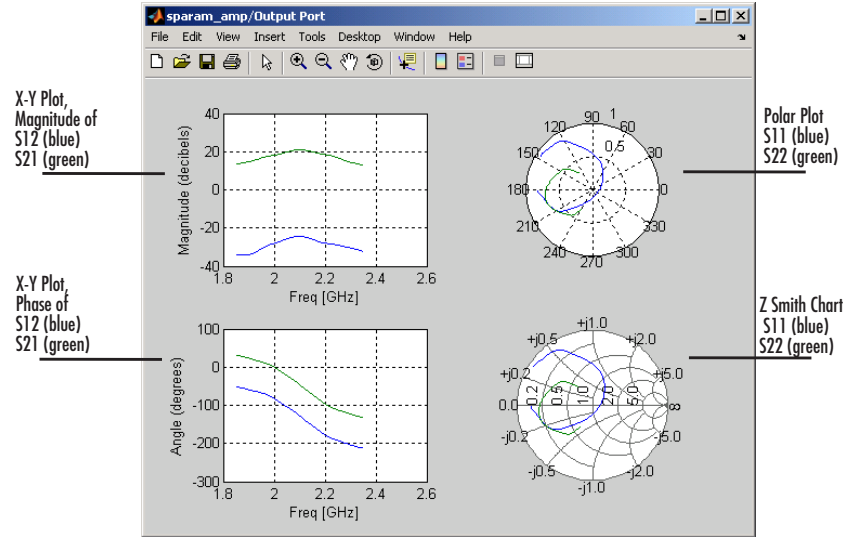 sparam_amp/Output Port
File Edit View Insert Tools Desktop Window Help
X-Y Plot,
Magnitude of
S12 (blue)
S21 (green)
Magnitude (decibels)
40
20
0
-20
-40
1.8 2 2.2 2.4 2.6
Freq [GHz]
Polar Plot
S11 (blue)
S22 (green)
90 1
120 60
0.5
150 30
180 0
210 330
240 300
270
X-Y Plot,
Phase of
S12 (blue)
S21 (green)
Angle (degrees)
100
0
-100
-200
-300
1.8 2 2.2 2.4 2.6
Freq [GHz]
Z Smith Chart
S11 (blue)
S22 (green)
+j1.0
+j0.5 +j2.0
+j0.2 +j5.0
0.0 0.2 0.5 1.0 2.0 5.0 ∞
-j0.2 -j5.0
-j0.5 -j2.0
-j1.0